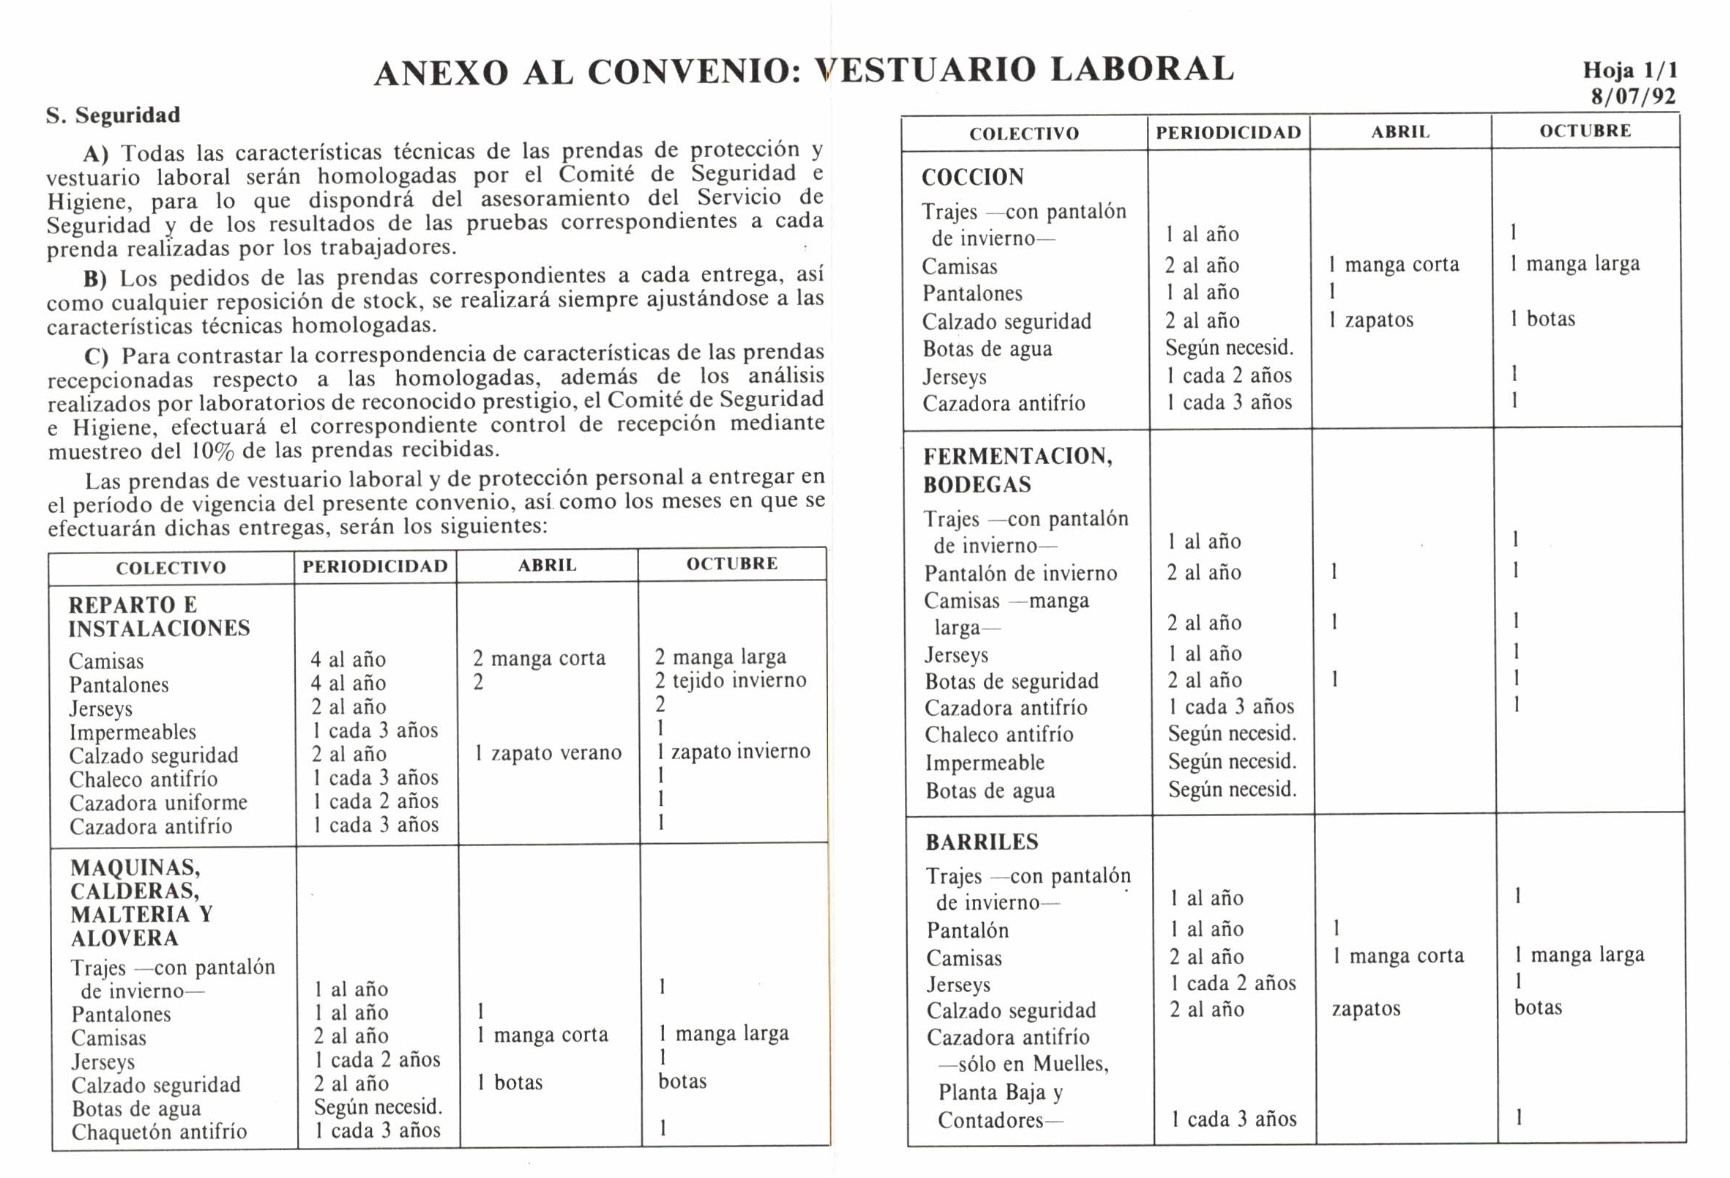 ANEXO AL CONVENIO: VESTUARIO LABORAL
Hoja 1/1
8/07/92
S. Seguridad
A) Todas las características técnicas de las prendas de protección y
vestuario laboral serán homologadas por el Comité de Seguridad e
Higiene, para lo que dispondrá del asesoramiento del Servicio de
Seguridad y de los resultados de las pruebas correspondientes a cada
prenda realizadas por los trabajadores.
B) Los pedidos de las prendas correspondientes a cada entrega, así
como cualquier reposición de stock, se realizará siempre ajustándose a las
características técnicas homologadas.
C) Para contrastar la correspondencia de características de las prendas
recepcionadas respecto a las homologadas, además de los análisis
realizados por laboratorios de reconocido prestigio, el Comité de Seguridad
e Higiene, efectuará el correspondiente control de recepción mediante
muestreo del 10% de las prendas recibidas.
Las prendas de vestuario laboral y de protección personal a entregar en
el período de vigencia del presente convenio, así como los meses en que se
efectuarán dichas entregas, serán los siguientes:
COLECTIVO PERIODICIDAD ABRIL OCTUBRE
REPARTO E
INSTALACIONES
Camisas 4 al año 2 manga corta 2 manga larga
Pantalones 4 al año 2 2 tejido invierno
Jerseys 2 al año 2
Impermeables 1 cada 3 años 1
Calzado seguridad 2 al año 1 zapato verano 1 zapato invierno
Chaleco antifrío 1 cada 3 años 1
Cazadora uniforme 1 cada 2 años 1
Cazadora antifrío 1 cada 3 años 1
MAQUINAS,
CALDERAS,
MALTERIA Y
ALOVERA
Trajes —con pantalón
de invierno— 1 al año 1
Pantalones 1 al año 1
Camisas 2 al año 1 manga corta 1 manga larga
Jerseys 1 cada 2 años 1
Calzado seguridad 2 al año 1 botas botas
Botas de agua Según necesid.
Chaquetón antifrío 1 cada 3 años 1
COLECTIVO PERIODICIDAD ABRIL OCTUBRE
COCCION
Trajes —con pantalón
de invierno— 1 al año 1
Camisas 2 al año 1 manga corta 1 manga larga
Pantalones 1 al año 1
Calzado seguridad 2 al año 1 zapatos 1 botas
Botas de agua Según necesid.
Jerseys 1 cada 2 años 1
Cazadora antifrío 1 cada 3 años 1
FERMENTACION,
BODEGAS
Trajes —con pantalón
de invierno— 1 al año 1
Pantalón de invierno 2 al año 1 1
Camisas —manga
larga— 2 al año 1 1
Jerseys 1 al año 1
Botas de seguridad 2 al año 1 1
Cazadora antifrío 1 cada 3 años 1
Chaleco antifrío Según necesid.
Impermeable Según necesid.
Botas de agua Según necesid.
BARRILES
Trajes —con pantalón
de invierno— 1 al año 1
Pantalón 1 al año 1
Camisas 2 al año 1 manga corta 1 manga larga
Jerseys 1 cada 2 años 1
Calzado seguridad 2 al año zapatos botas
Cazadora antifrío
—sólo en Muelles,
Planta Baja y
Contadores— 1 cada 3 años 1